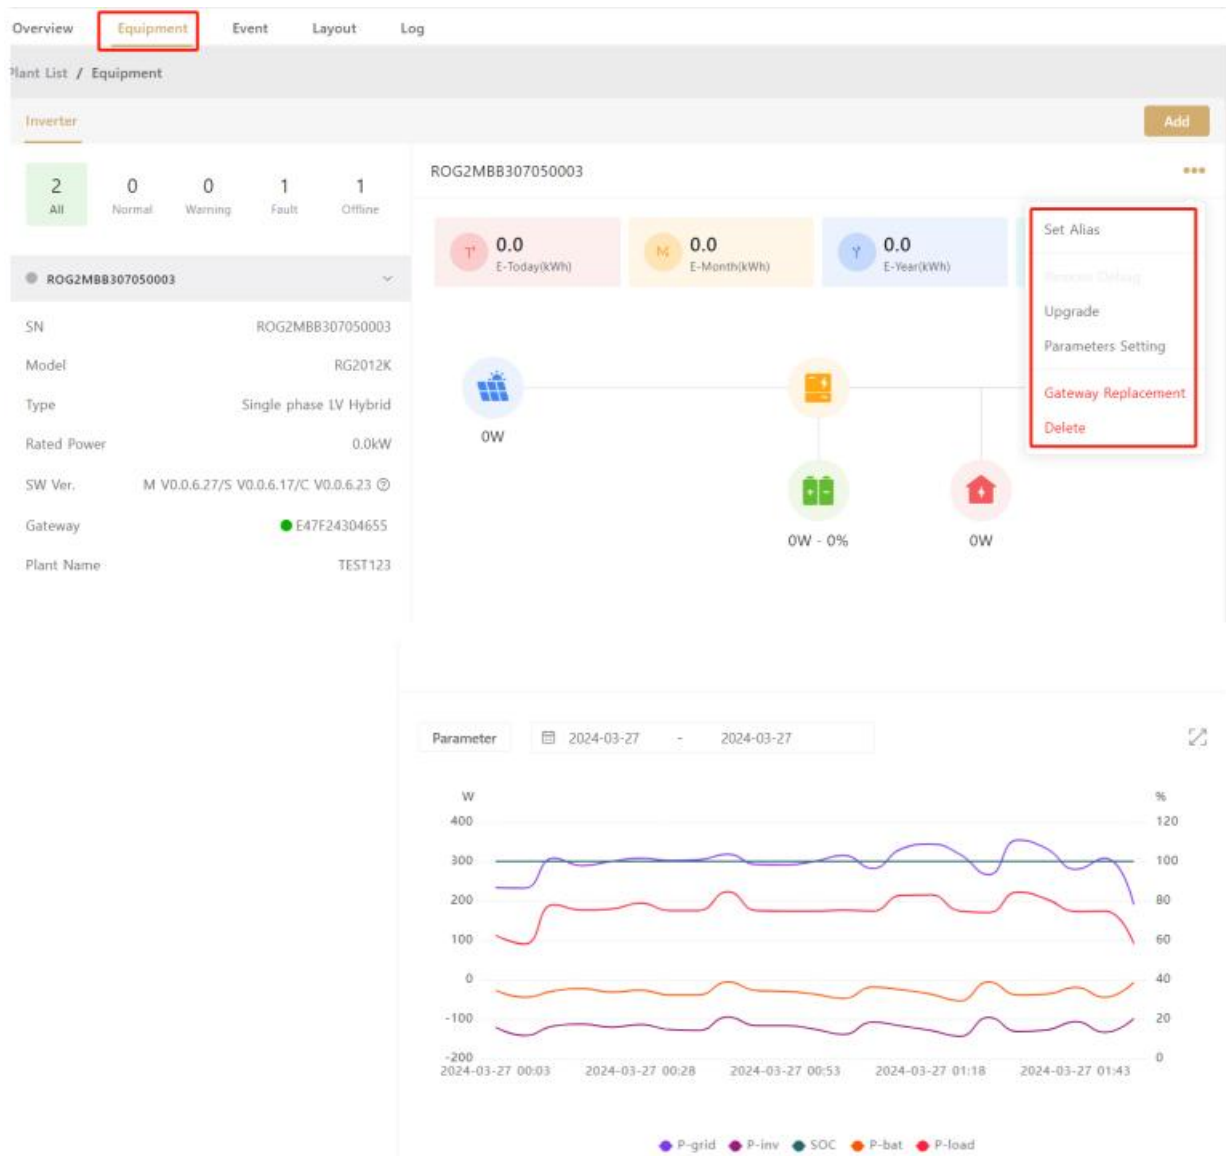 Overview Equipment Event Layout Log
Plant List / Equipment
Inverter Add
2 0 0 1 1
All Normal Warning Fault Offline
ROG2MBB307050003
ROG2MBB307050003
SN ROG2MBB307050003
Model RG2012K
Type Single phase LV Hybrid
Rated Power 0.0kW
SW Ver. M V0.0.6.27/S V0.0.6.17/C V0.0.6.23
Gateway E47F24304655
Plant Name TEST123
M 0.0 E-Month(kWh)
0.0 E-Today(kWh)
Y 0.0 E-Year(kWh)
Set Alias
Remote Debug
Upgrade
Parameters Setting
Gateway Replacement
Delete
0W
0W - 0%
0W
Parameter 2024-03-27 - 2024-03-27
W %
400 120
300 100
200 80
100 60
0 40
-100 20
-200 0
2024-03-27 00:03 2024-03-27 00:28 2024-03-27 00:53 2024-03-27 01:18 2024-03-27 01:43
P-grid P-inv SOC P-bat P-load